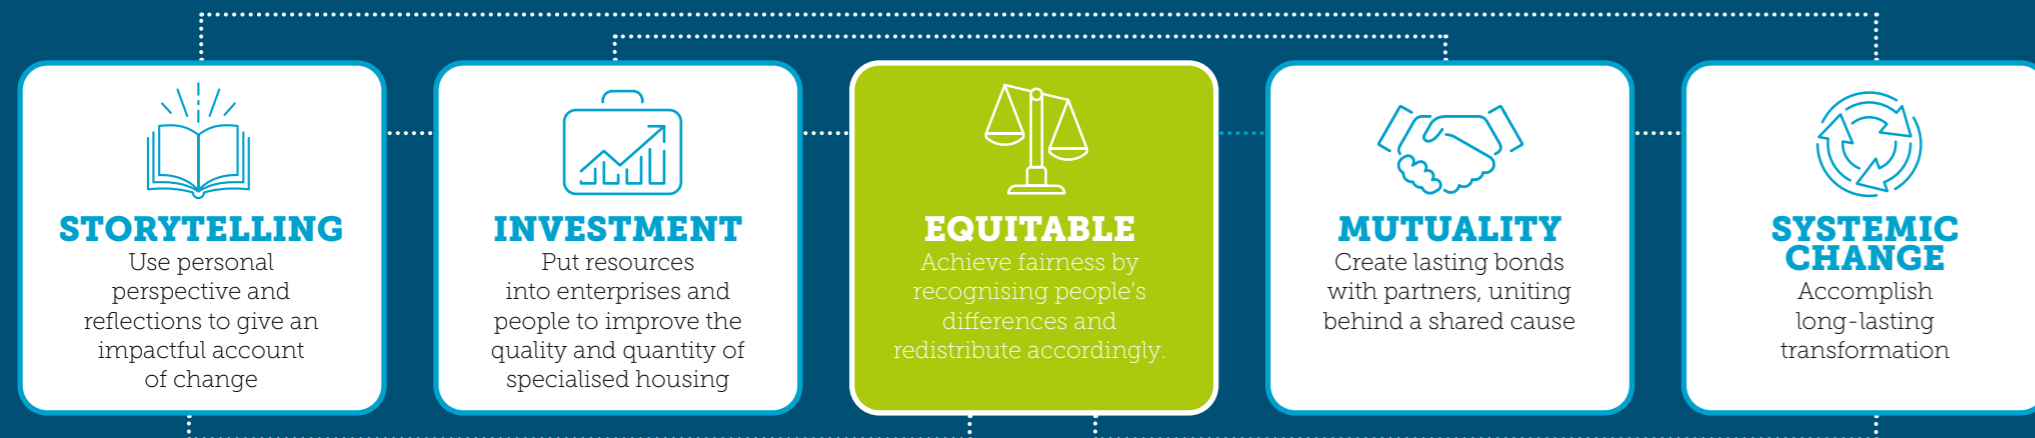 STORYTELLING
Use personal
perspective and
reflections to give an
impactful account
of change
INVESTMENT
Put resources
into enterprises and
people to improve the
quality and quantity of
specialised housing
EQUITABLE
Achieve fairness by
recognising people's
differences and
redistribute accordingly.
MUTUALITY
Create lasting bonds
with partners, uniting
behind a shared cause
SYSTEMIC
CHANGE
Accomplish
long-lasting
transformation